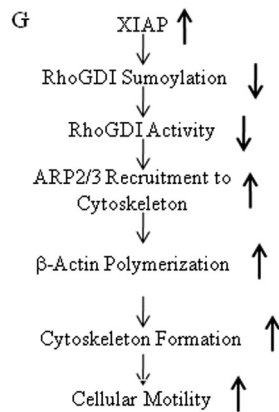 G
XIAP
RhoGDI Sumoylation
RhoGDI Activity
ARP2/3 Recruitment to
Cytoskeleton
β-Actin Polymerization
Cytoskeleton Formation
Cellular Motility